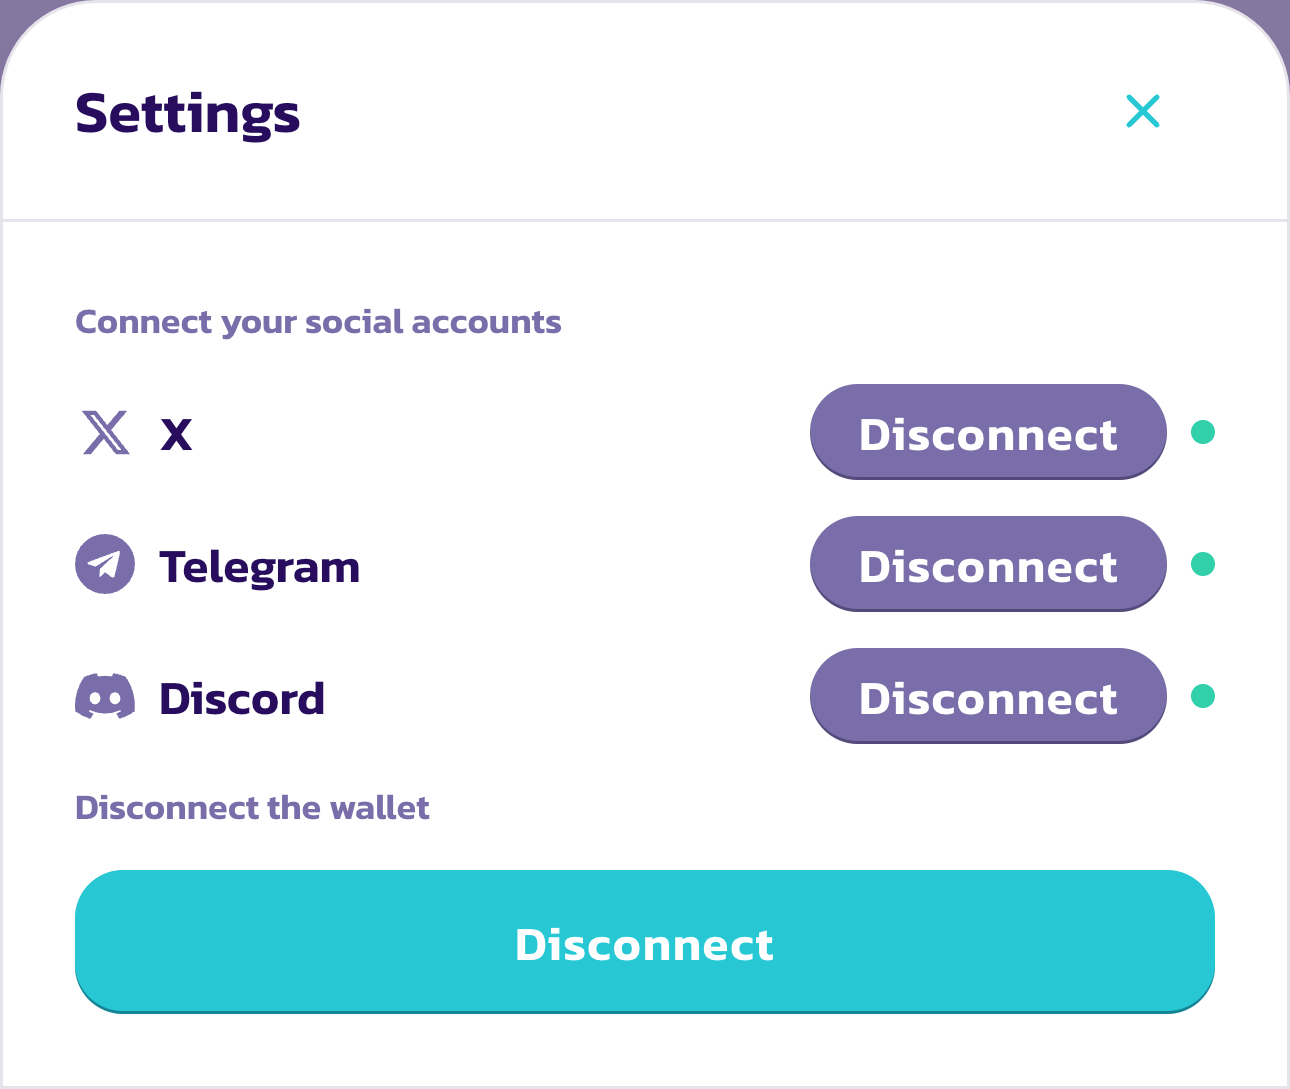 Settings
Connect your social accounts
X
Disconnect
Telegram
Disconnect
Discord
Disconnect
Disconnect the wallet
Disconnect